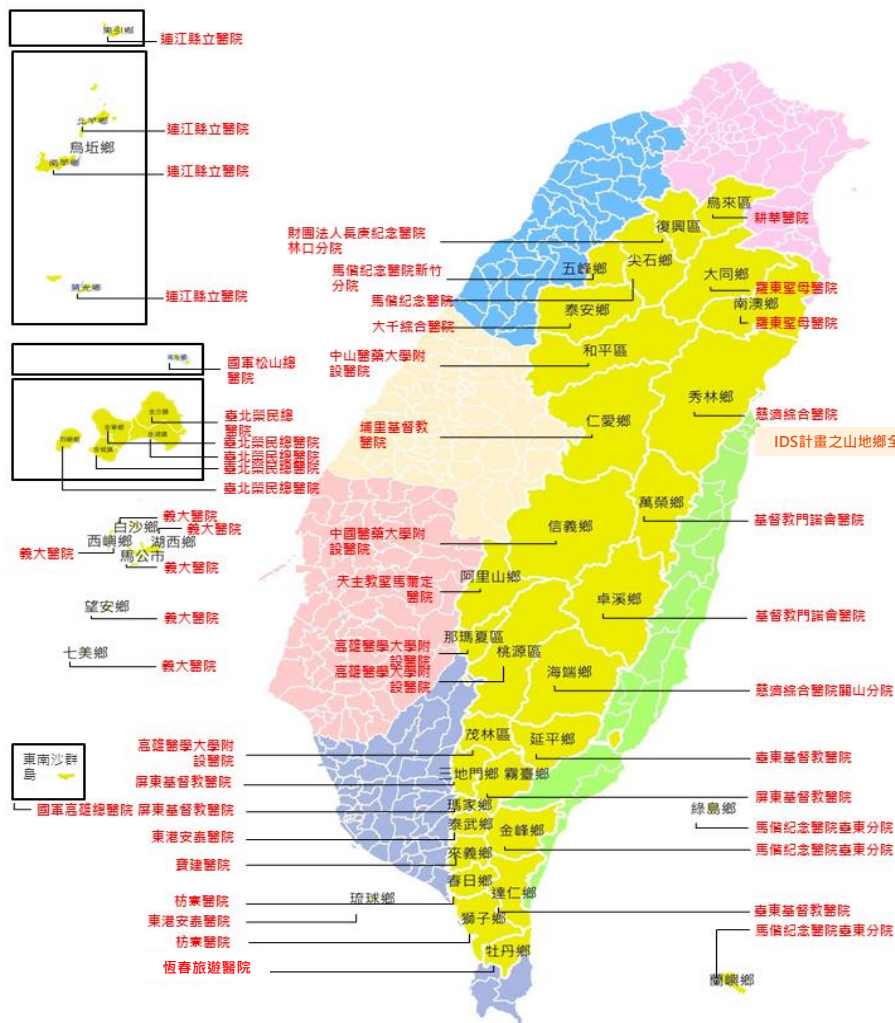 東引鄉
連江縣立醫院
北竿鄉
連江縣立醫院
烏坵鄉
南竿鄉
連江縣立醫院
莒光鄉
連江縣立醫院
國軍松山總
醫院
金沙鎮
臺北榮民總
醫院
金寧鄉
金湖鎮
烈嶼鄉
金城鎮
臺北榮民總醫院
臺北榮民總醫院
臺北榮民總醫院
臺北榮民總醫院
義大醫院
白沙鄉
義大醫院
西嶼鄉
湖西鄉
義大醫院
馬公市
義大醫院
望安鄉
義大醫院
七美鄉
義大醫院
東南沙群
島
國軍高雄總醫院
烏來區
耕莘醫院
復興區
財團法人長庚紀念醫院
林口分院
尖石鄉
五峰鄉
馬偕紀念醫院新竹
分院
馬偕紀念醫院
大同鄉
羅東聖母醫院
南澳鄉
羅東聖母醫院
泰安鄉
大千綜合醫院
和平區
中山醫藥大學附
設醫院
秀林鄉
慈濟綜合醫院
IDS計畫之山地鄉全
仁愛鄉
埔里基督教
醫院
萬榮鄉
基督教門諾會醫院
信義鄉
中國醫藥大學附
設醫院
阿里山鄉
天主教聖馬爾定
醫院
卓溪鄉
基督教門諾會醫院
那瑪夏區
高雄醫學大學附
設醫院
桃源區
高雄醫學大學附
設醫院
海端鄉
慈濟綜合醫院關山分院
茂林區
高雄醫學大學附
設醫院
延平鄉
臺東基督教醫院
三地門鄉
屏東基督教醫院
霧臺鄉
屏東基督教醫院
瑪家鄉
屏東基督教醫院
綠島鄉
馬偕紀念醫院臺東分院
泰武鄉
東港安泰醫院
金峰鄉
馬偕紀念醫院臺東分院
來義鄉
寶建醫院
春日鄉
枋寮醫院
琉球鄉
東港安泰醫院
達仁鄉
臺東基督教醫院
獅子鄉
枋寮醫院
馬偕紀念醫院臺東分院
蘭嶼鄉
牡丹鄉
恆春旅遊醫院